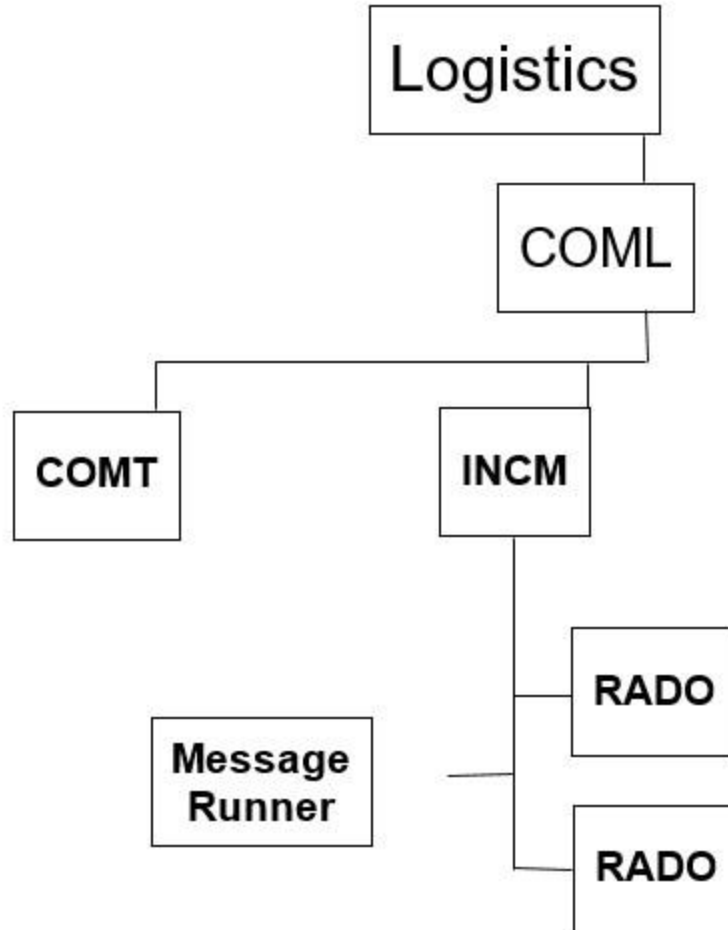 Logistics
COML
COMT
INCM
RADO
Message
Runner
RADO